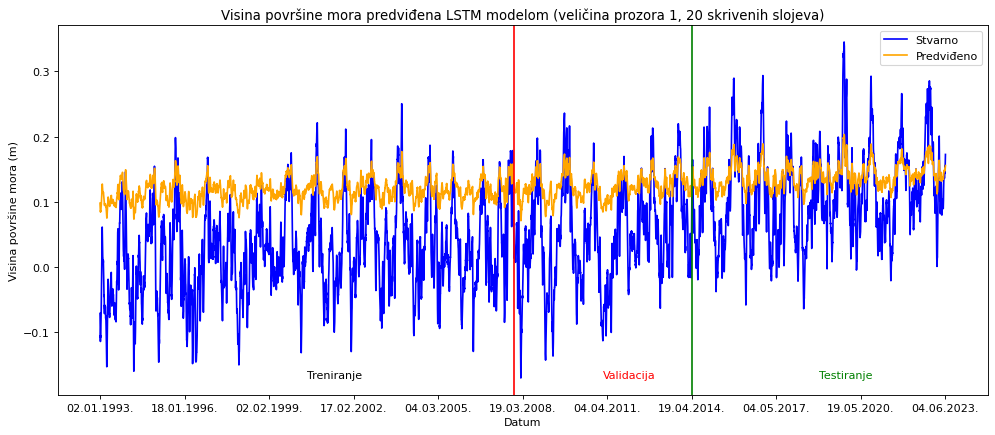 Visina površine mora predviđena LSTM modelom (veličina prozora 1, 20 skrivenih slojeva)
Stvarno
Predviđeno
Visina površine mora (m)
0.3
0.2
0.1
0.0
−0.1
Treniranje
Validacija
Testiranje
02.01.1993.
18.01.1996.
02.02.1999.
17.02.2002.
04.03.2005.
19.03.2008.
04.04.2011.
19.04.2014.
04.05.2017.
19.05.2020.
04.06.2023.
Datum